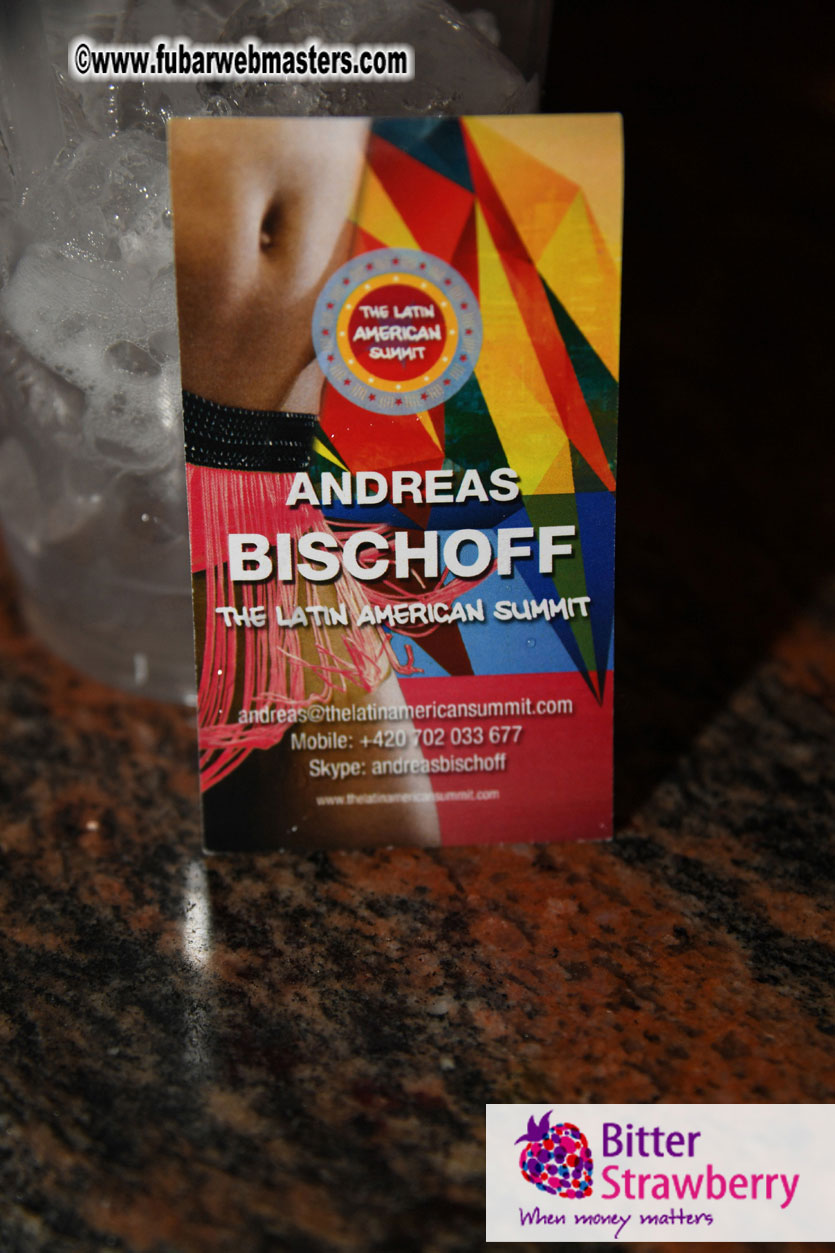 ©www.fubarwebmasters.com
THE LATIN
AMERICAN
SUMMIT
ANDREAS
BISCHOFF
THE LATIN AMERICAN SUMMIT
andreas@thelatinamericansummit.com
Mobile: +420 702 033 677
Skype: andreasbischoff
www.thelatinamericansummit.com
Bitter
Strawberry
When money matters